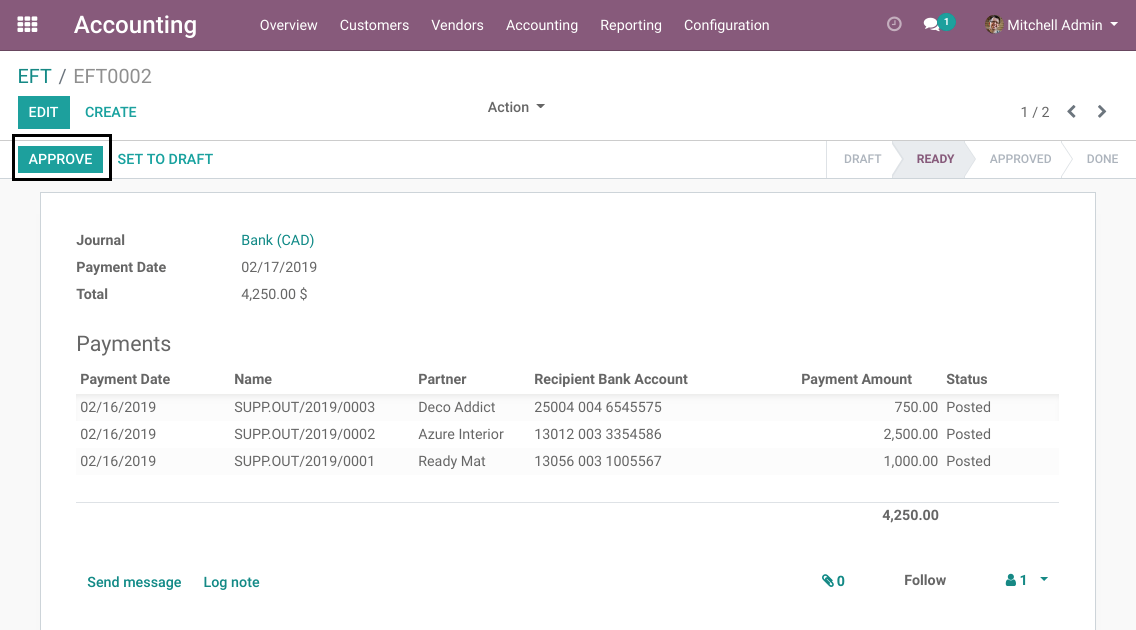 Accounting Overview Customers Vendors Accounting Reporting Configuration 1 Mitchell Admin
EFT / EFT0002
EDIT CREATE Action 1 / 2
APPROVE SET TO DRAFT DRAFT READY APPROVED DONE
Journal Bank (CAD)
Payment Date 02/17/2019
Total 4,250.00 $
Payments
Payment Date Name Partner Recipient Bank Account Payment Amount Status
02/16/2019 SUPP.OUT/2019/0003 Deco Addict 25004 004 6545575 750.00 Posted
02/16/2019 SUPP.OUT/2019/0002 Azure Interior 13012 003 3354586 2,500.00 Posted
02/16/2019 SUPP.OUT/2019/0001 Ready Mat 13056 003 1005567 1,000.00 Posted
4,250.00
Send message Log note 0 Follow 1